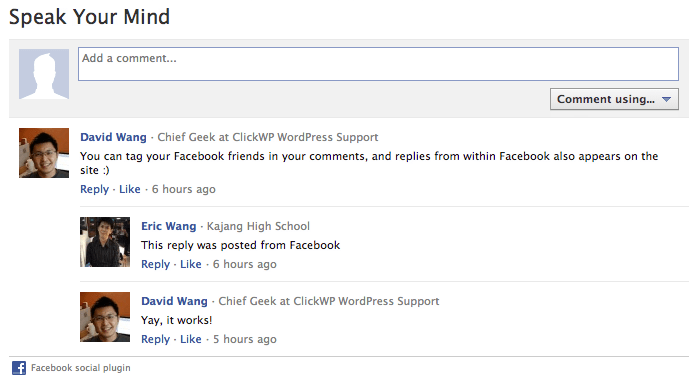 Speak Your Mind
Add a comment...
Comment using...
David Wang · Chief Geek at ClickWP WordPress Support
You can tag your Facebook friends in your comments, and replies from within Facebook also appears on the
site :)
Reply · Like · 6 hours ago
Eric Wang · Kajang High School
This reply was posted from Facebook
Reply · Like · 6 hours ago
David Wang · Chief Geek at ClickWP WordPress Support
Yay, it works!
Reply · Like · 5 hours ago
f Facebook social plugin